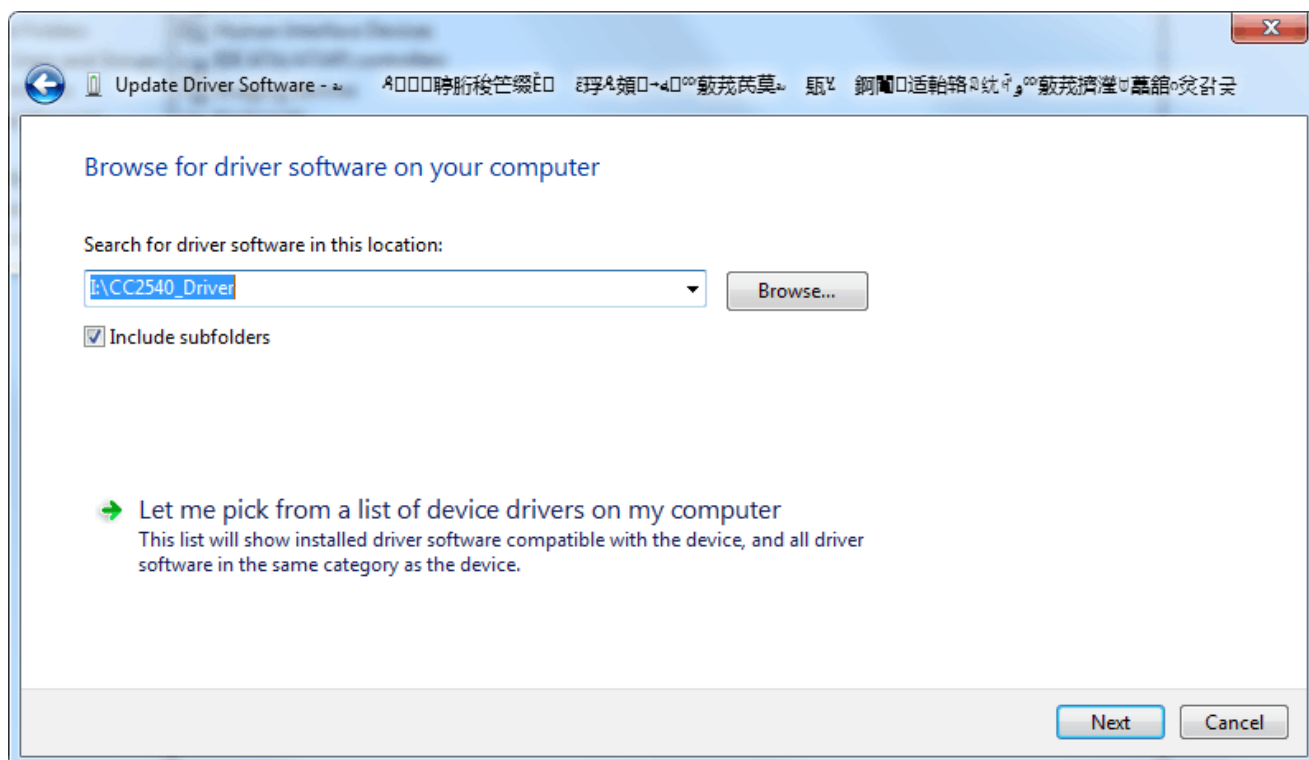 Update Driver Software -
Browse for driver software on your computer
Search for driver software in this location:
I:\CC2540_Driver
Browse...
Include subfolders
Let me pick from a list of device drivers on my computer
This list will show installed driver software compatible with the device, and all driver
software in the same category as the device.
Next
Cancel